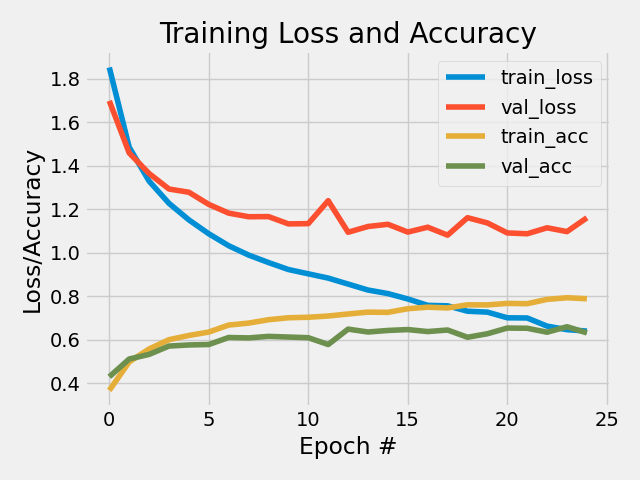 Training Loss and Accuracy
train_loss
val_loss
train_acc
val_acc
Loss/Accuracy
1.8
1.6
1.4
1.2
1.0
0.8
0.6
0.4
0 5 10 15 20 25
Epoch #